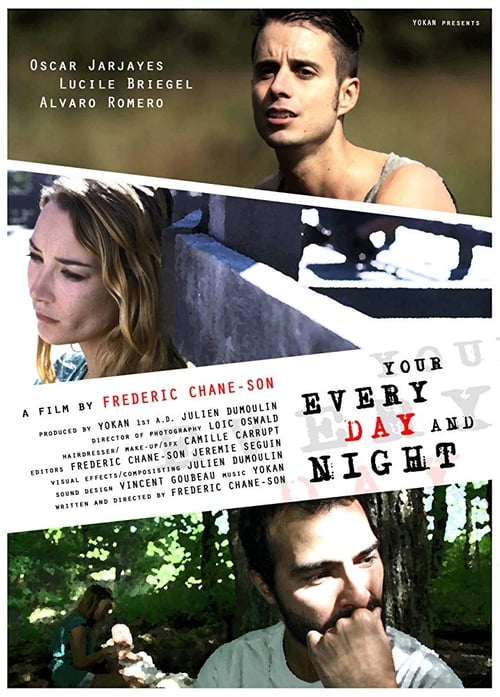 YOKAN PRESENTS
OSCAR JARJAYES
LUCILE BRIEGEL
ALVARO ROMERO
YOUR
EVERY
DAY AND
NIGHT
A FILM BY FREDERIC CHANE-SON
PRODUCED BY YOKAN 1ST A.D. JULIEN DUMOULIN
DIRECTOR OF PHOTOGRAPHY LOIC OSWALD
HAIRDRESSER/ MAKE-UP/SFX CAMILLE CARRUPT
EDITORS FREDERIC CHANE-SON JEREMIE SEGUIN
VISUAL EFFECTS/COMPOSITING JULIEN DUMOULIN
SOUND DESIGN VINCENT GOUBEAU MUSIC YOKAN
WRITTEN AND DIRECTED BY FREDERIC CHANE-SON